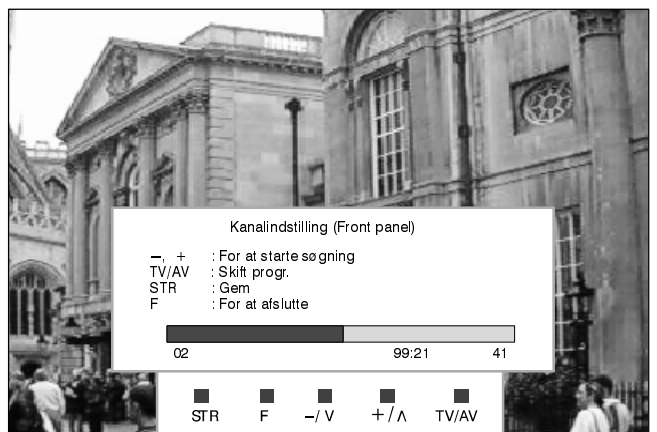 Kanalindstilling (Front panel)
−, + : For at starte søgning
TV/AV : Skift progr.
STR : Gem
F : For at afslutte
02 99:21 41
STR F −/V +/Λ TV/AV